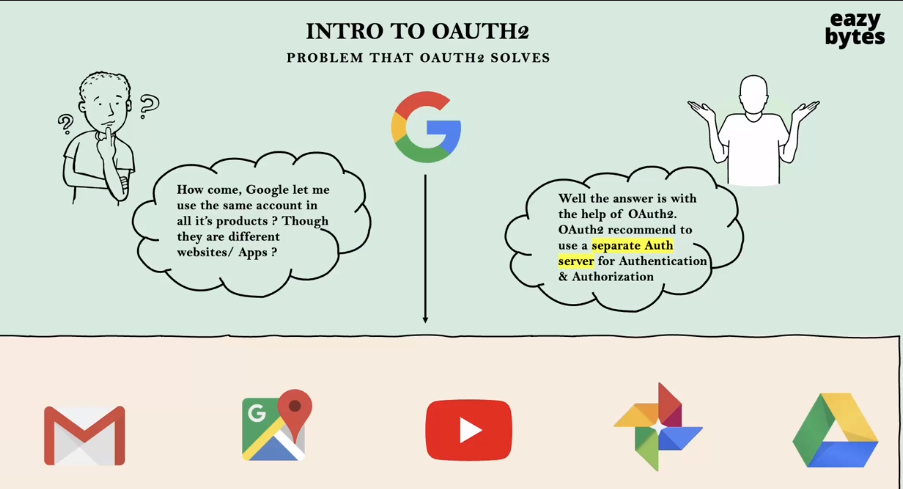 INTRO TO OAUTH2
PROBLEM THAT OAUTH2 SOLVES
eazy
bytes
? ?
How come, Google let me
use the same account in
all it's products ? Though
they are different
websites/ Apps ?
Well the answer is with
the help of OAuth2.
OAuth2 recommend to
use a separate Auth
server for Authentication
& Authorization
G
G